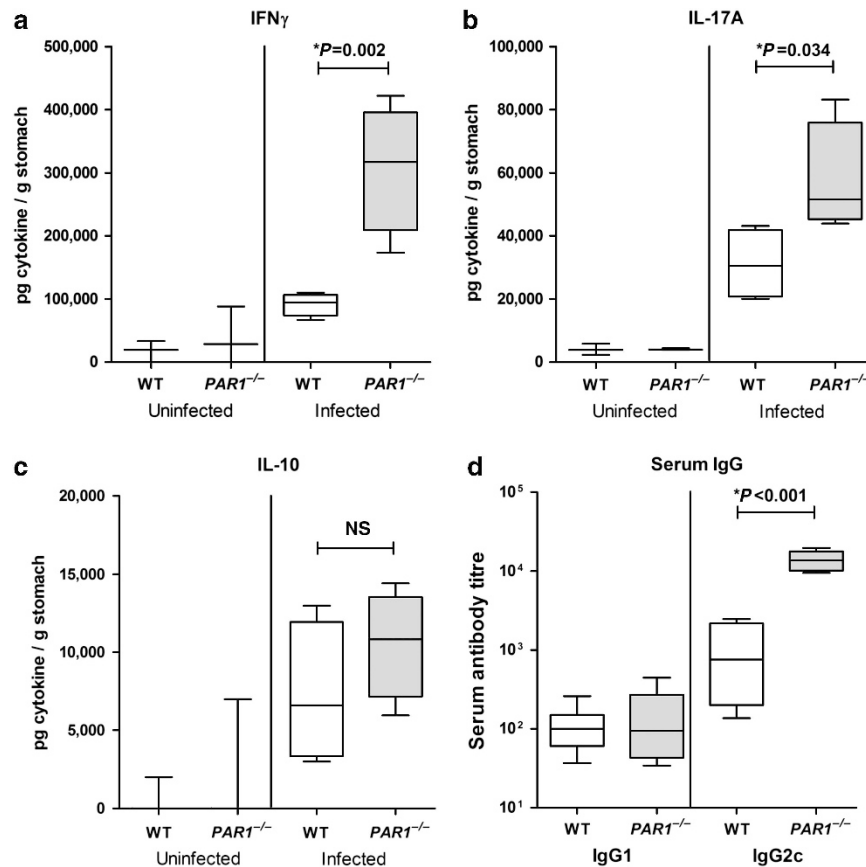 a
IFNγ
pg cytokine / g stomach
500,000
400,000
300,000
200,000
100,000
0
*P=0.002
WT PAR1⁻/⁻ WT PAR1⁻/⁻
Uninfected Infected
b
IL-17A
pg cytokine / g stomach
100,000
80,000
60,000
40,000
20,000
0
*P=0.034
WT PAR1⁻/⁻ WT PAR1⁻/⁻
Uninfected Infected
c
IL-10
pg cytokine / g stomach
20,000
15,000
10,000
5,000
0
NS
WT PAR1⁻/⁻ WT PAR1⁻/⁻
Uninfected Infected
d
Serum IgG
Serum antibody titre
10⁵
10⁴
10³
10²
10¹
*P<0.001
WT PAR1⁻/⁻ WT PAR1⁻/⁻
IgG1 IgG2c